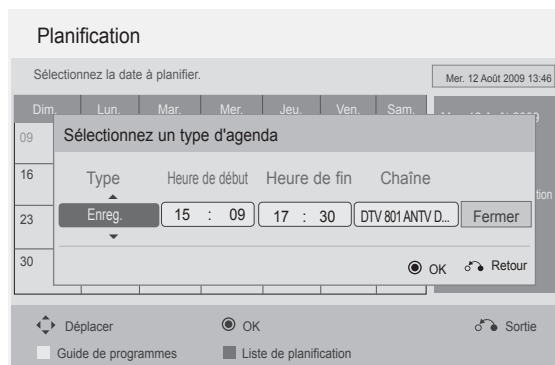 Planification
Sélectionnez la date à planifier.
Mer. 12 Août 2009 13:46
Dim. Lun. Mar. Mer. Jeu. Ven. Sam.
09
Sélectionnez un type d'agenda
16
Type Heure de début Heure de fin Chaîne
23
Enreg. 15 : 09 17 : 30 DTV 801 ANTV D... Fermer
30
OK Retour
Déplacer OK Sortie
Guide de programmes Liste de planification